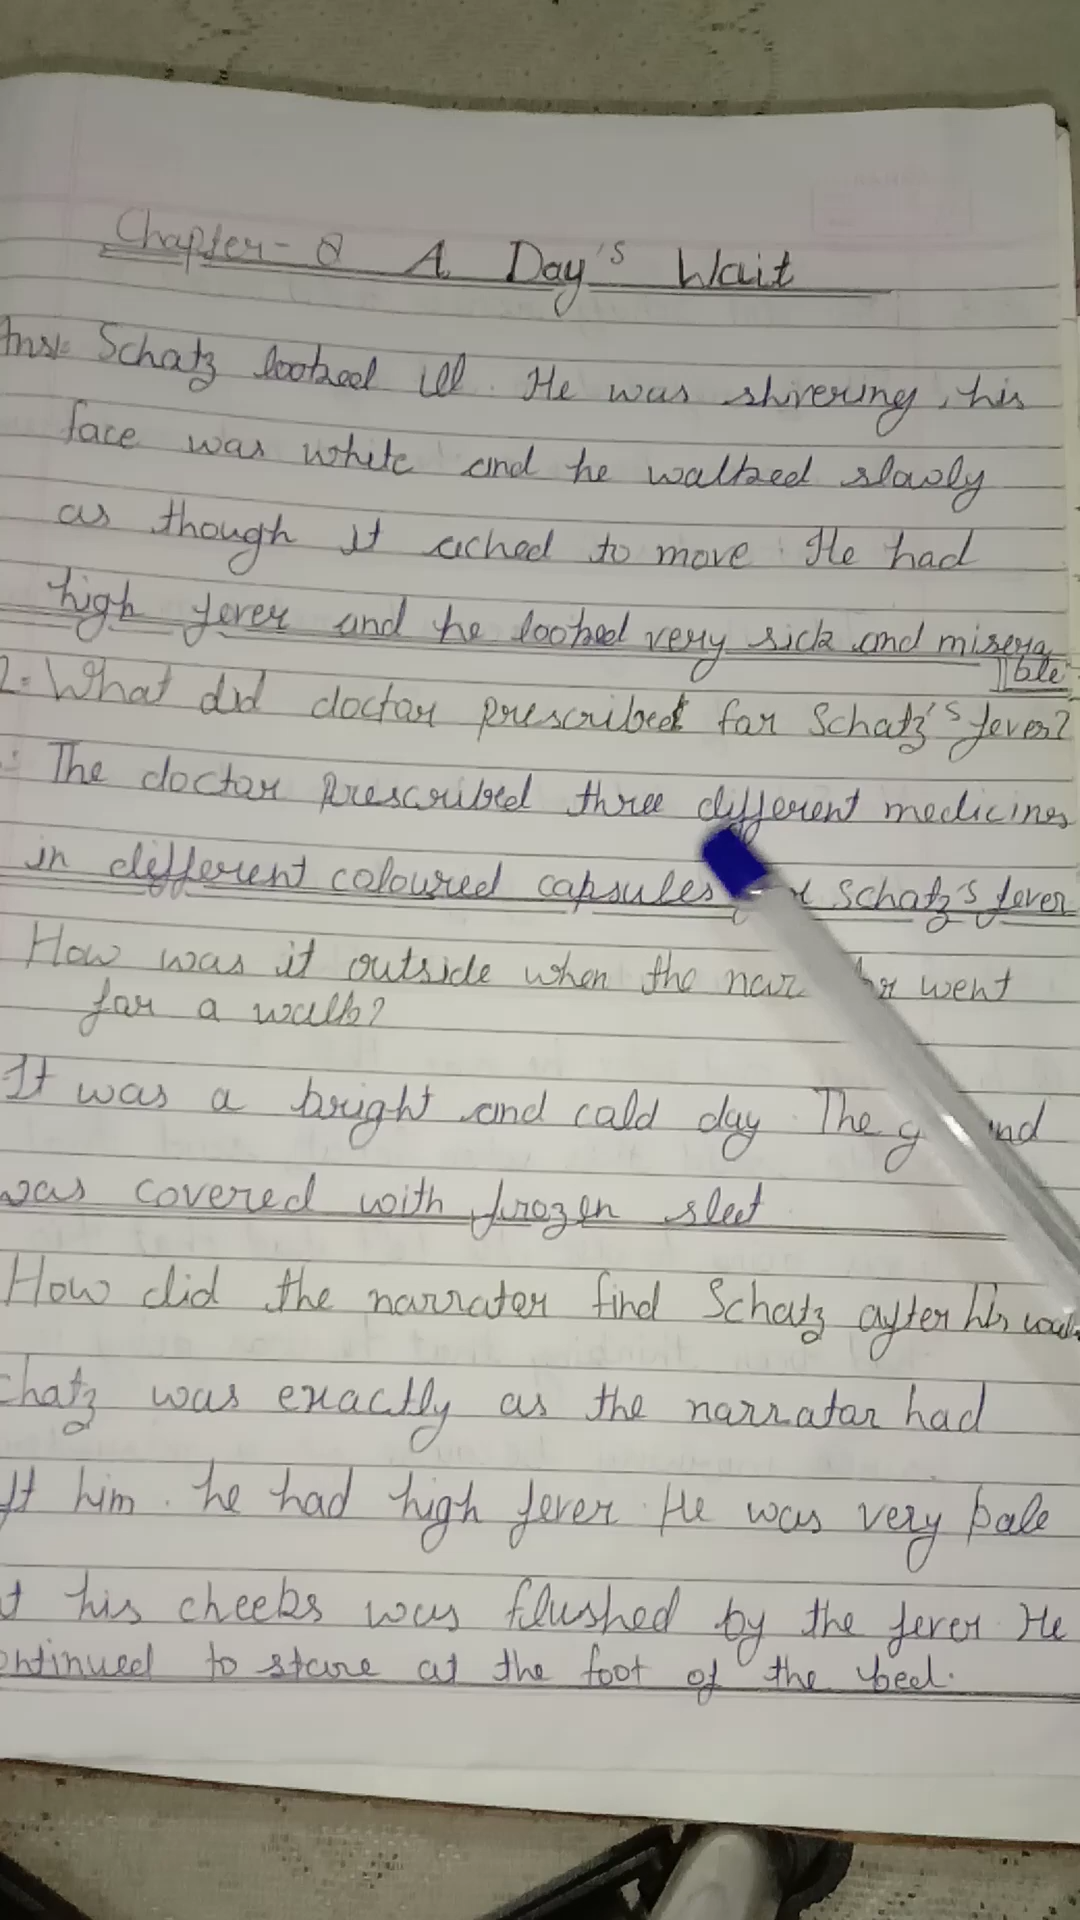 Chapter - 8 A Day's Wait
Ans: Schatz looked ill. He was shivering, his
face was white and he walked slowly
as though it ached to move. He had
high fever and he looked very sick and misera
ble
2. What did doctor prescribed for Schatz's fever?
: The doctor prescribed three different medicines
in different coloured capsules Schatz's fever
How was it outside when the went
for a walk?
It was a bright and cold day. The
was covered with frozen sleet
How did the narrator find Schatz after his
chatz was exactly as the narrator had
ft him. he had high fever. He was very pale
t his cheeks was flushed by the fever. He
ontinued to stare at the foot of the bed.